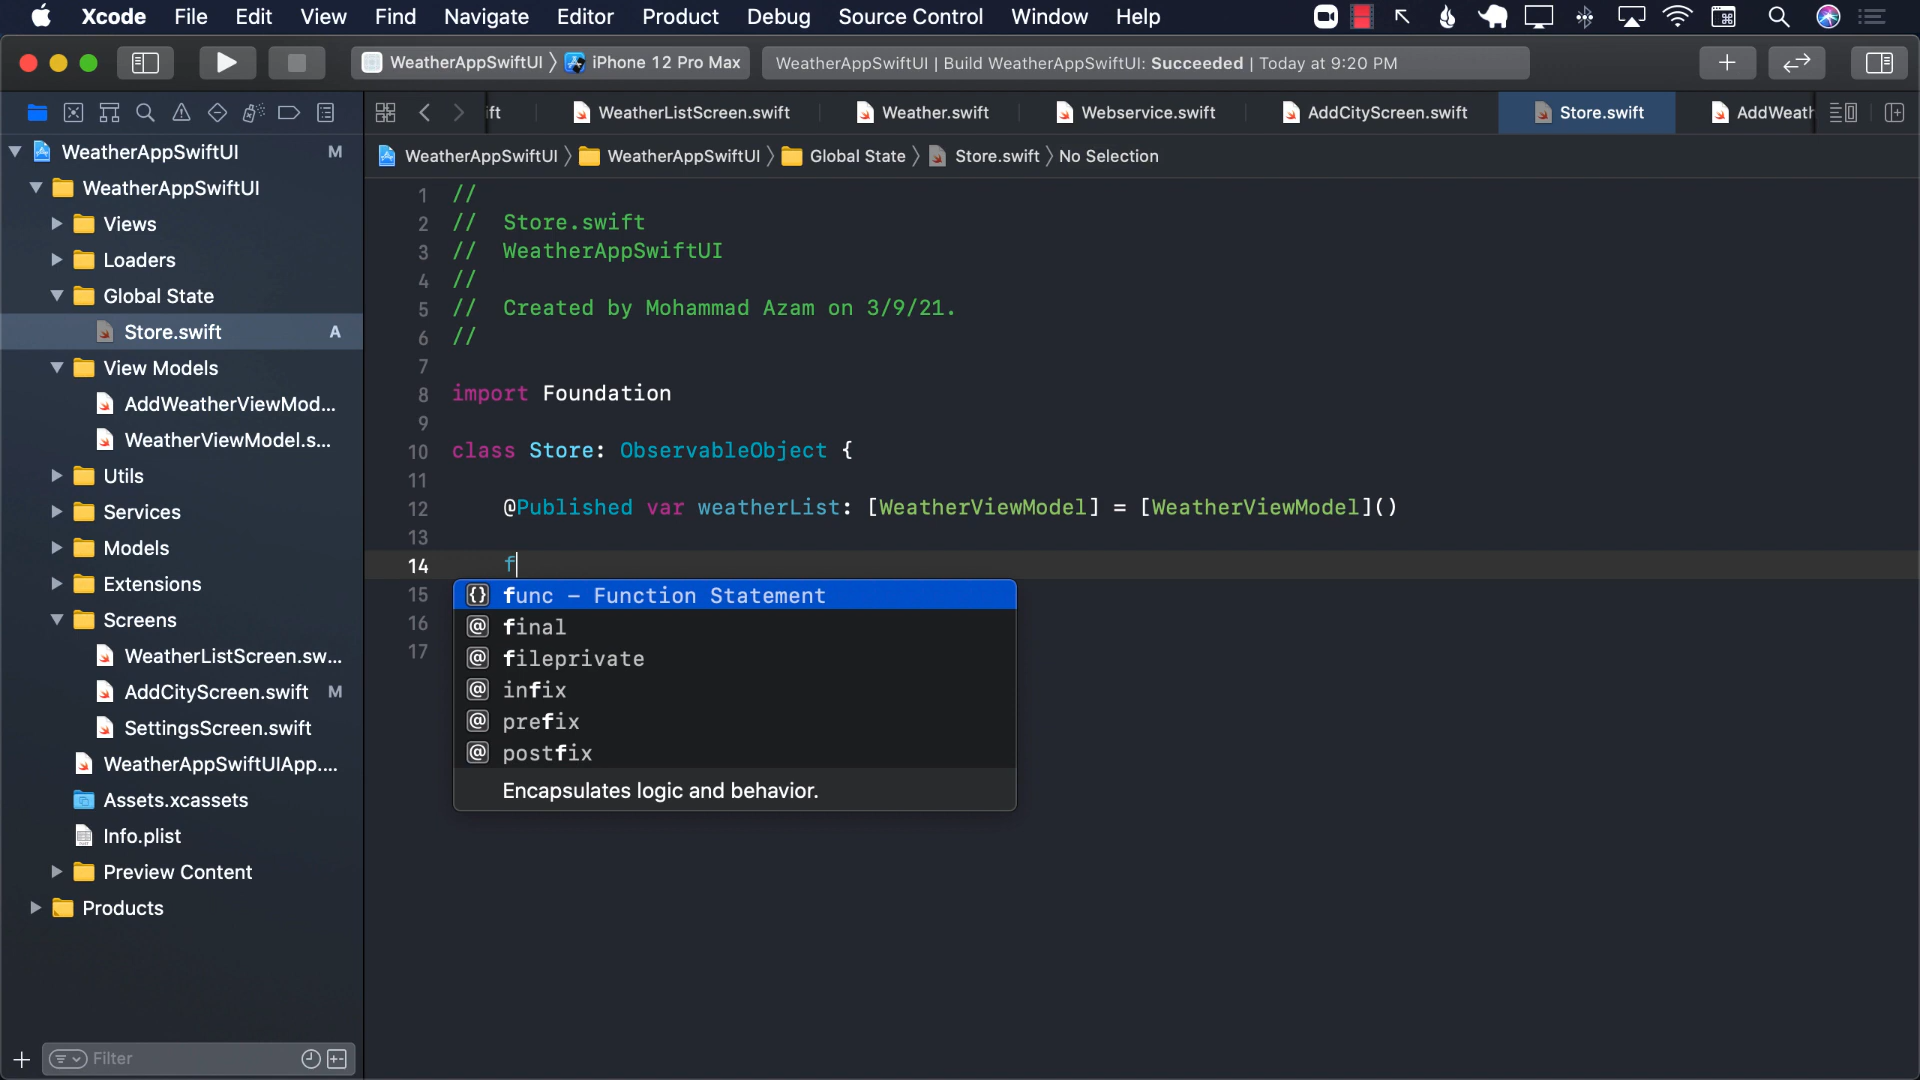 Xcode File Edit View Find Navigate Editor Product Debug Source Control Window Help
WeatherAppSwiftUI 〉 iPhone 12 Pro Max
WeatherAppSwiftUI | Build WeatherAppSwiftUI: Succeeded | Today at 9:20 PM
ift WeatherListScreen.swift Weather.swift Webservice.swift AddCityScreen.swift Store.swift AddWeath
WeatherAppSwiftUI 〉 WeatherAppSwiftUI 〉 Global State 〉 Store.swift 〉 No Selection
WeatherAppSwiftUI M
WeatherAppSwiftUI
Views
Loaders
Global State
Store.swift A
View Models
AddWeatherViewMod...
WeatherViewModel.s...
Utils
Services
Models
Extensions
Screens
WeatherListScreen.sw...
AddCityScreen.swift M
SettingsScreen.swift
WeatherAppSwiftUIApp....
Assets.xcassets
Info.plist
Preview Content
Products
Filter
1 //
2 // Store.swift
3 // WeatherAppSwiftUI
4 //
5 // Created by Mohammad Azam on 3/9/21.
6 //
7
8 import Foundation
9
10 class Store: ObservableObject {
11
12 @Published var weatherList: [WeatherViewModel] = [WeatherViewModel]()
13
14 f
15
16
17
{} func – Function Statement
@ final
@ fileprivate
@ infix
@ prefix
@ postfix
Encapsulates logic and behavior.